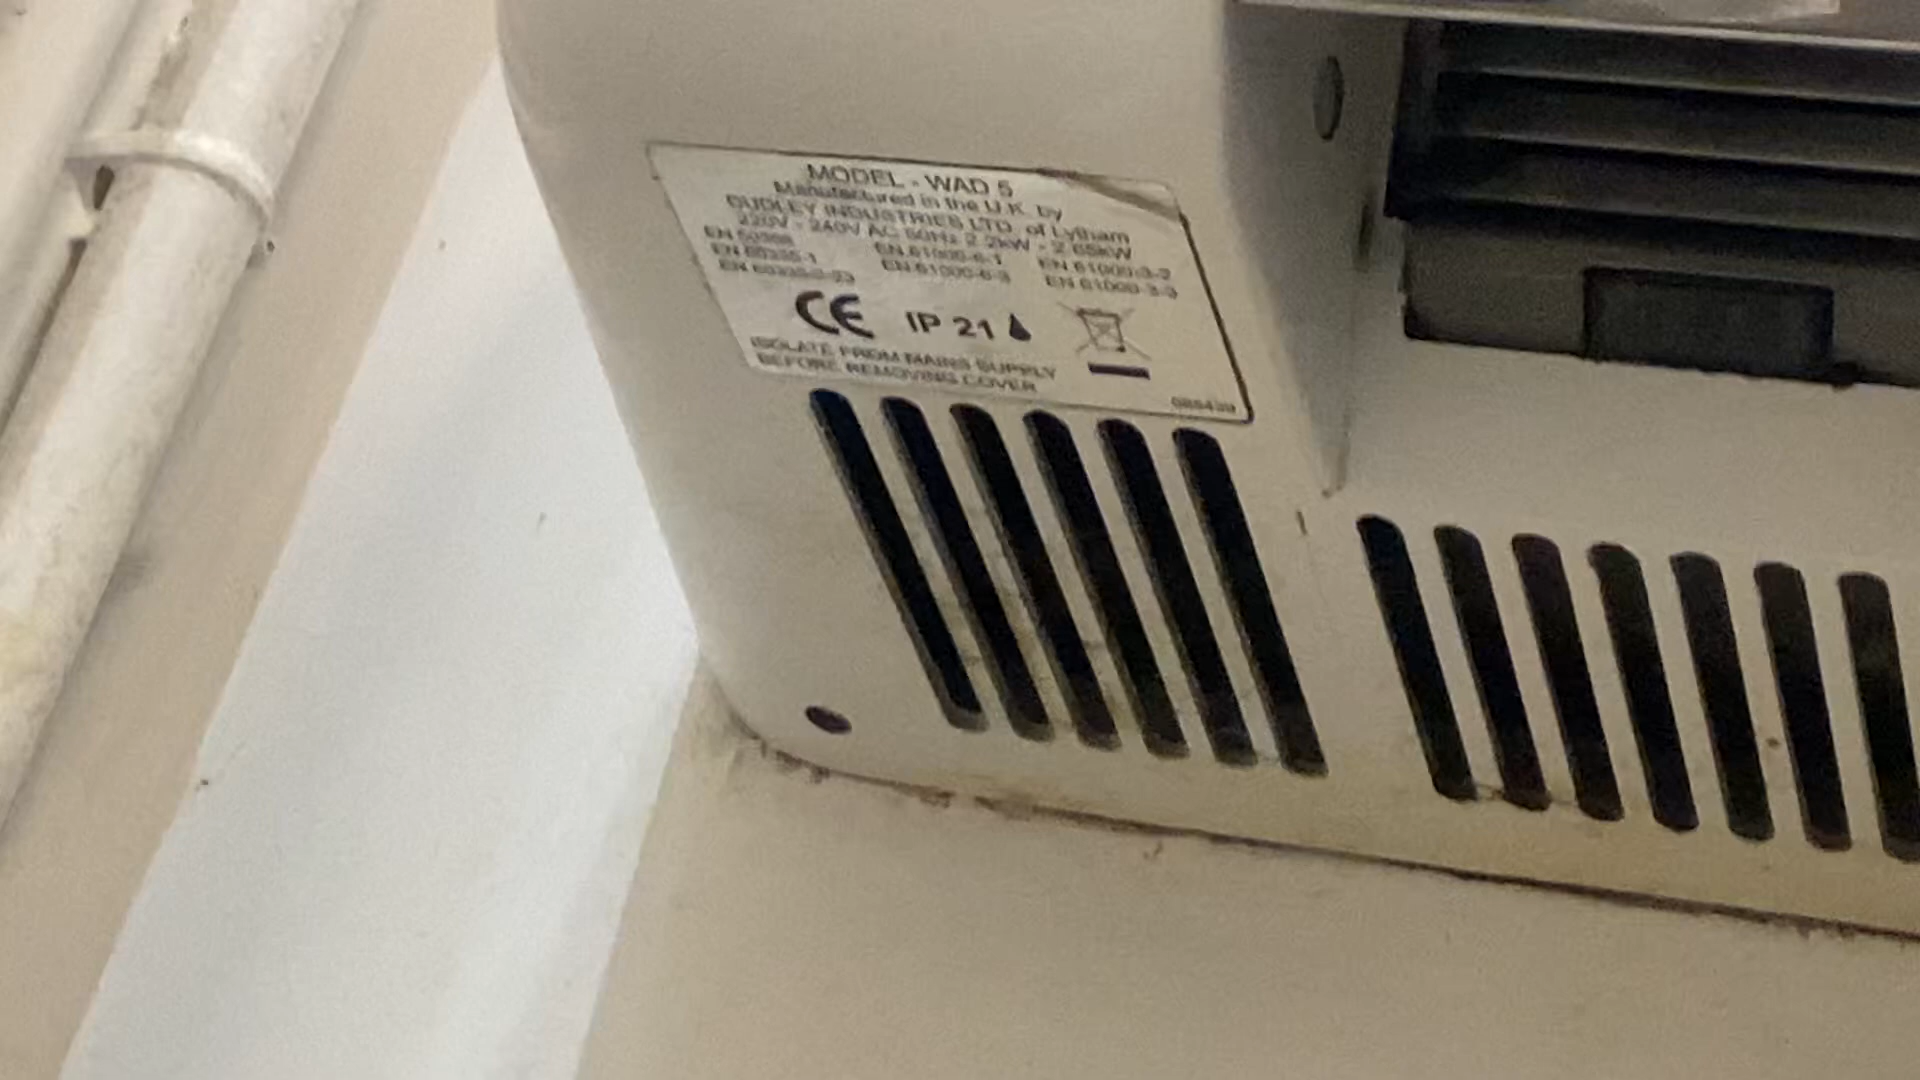 MODEL - WAD 5
Manufactured in the U.K. by
DUDLEY INDUSTRIES LTD. of Lytham
220V - 240V AC 50Hz 2.2kW - 2.65kW
EN 61000-6-1 EN 61000-3-2
EN 60335-1 EN 61000-6-3 EN 61000-3-3
CE IP 21
ISOLATE FROM MAINS SUPPLY
BEFORE REMOVING COVER